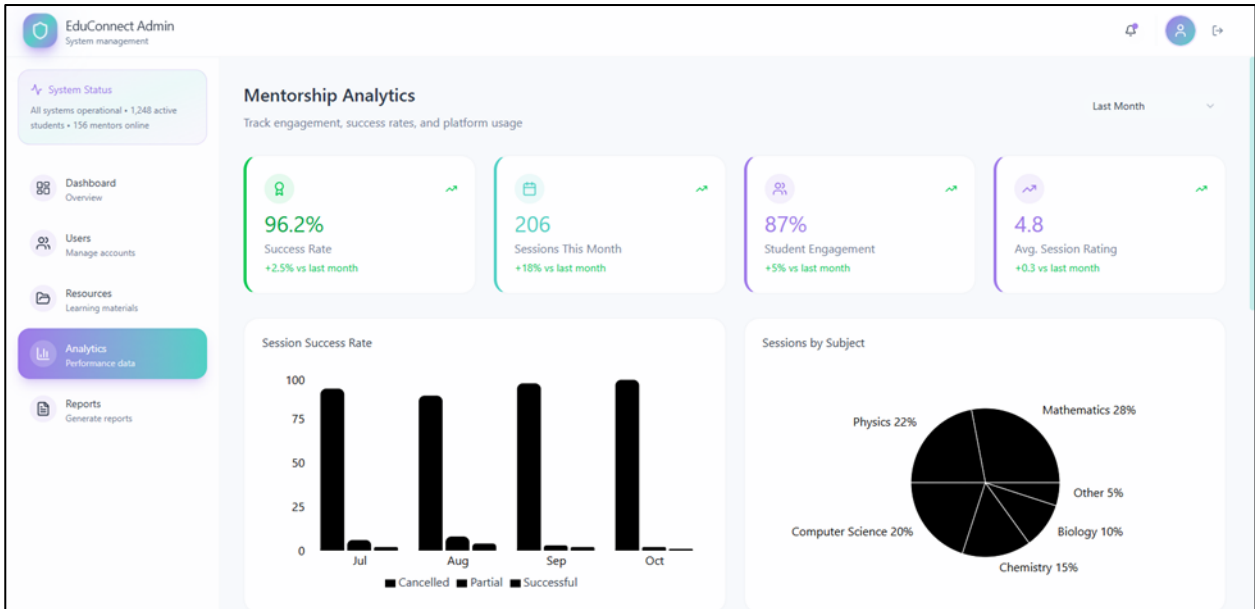 EduConnect Admin
System management
System Status
All systems operational • 1,248 active
students • 156 mentors online
Dashboard
Overview
Users
Manage accounts
Resources
Learning materials
Analytics
Performance data
Reports
Generate reports
Mentorship Analytics
Track engagement, success rates, and platform usage
Last Month
96.2%
Success Rate
+2.5% vs last month
206
Sessions This Month
+18% vs last month
87%
Student Engagement
+5% vs last month
4.8
Avg. Session Rating
+0.3 vs last month
Session Success Rate
100
75
50
25
0
Jul Aug Sep Oct
Cancelled Partial Successful
Sessions by Subject
Mathematics 28%
Physics 22%
Other 5%
Computer Science 20%
Biology 10%
Chemistry 15%